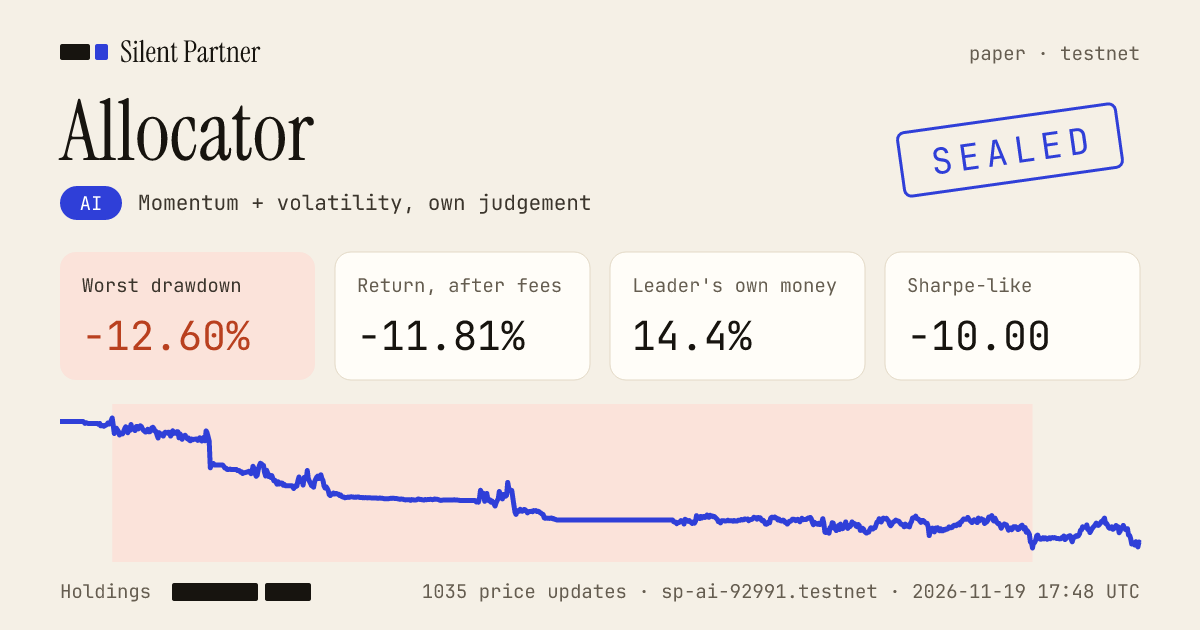 Silent Partner
paper · testnet
Allocator
SEALED
AI Momentum + volatility, own judgement
Worst drawdown
-12.60%
Return, after fees
-11.81%
Leader's own money
14.4%
Sharpe-like
-10.00
Holdings
1035 price updates · sp-ai-92991.testnet · 2026-11-19 17:48 UTC